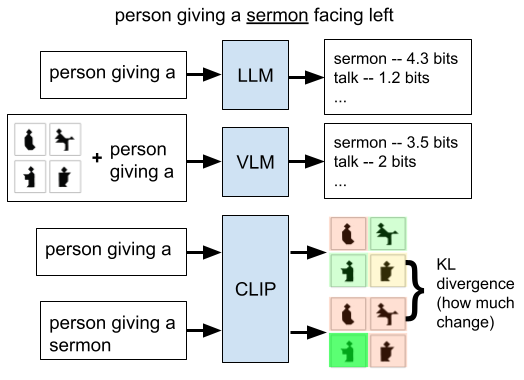 person giving a sermon facing left
person giving a
LLM
sermon -- 4.3 bits
talk -- 1.2 bits
...
+ person
giving a
VLM
sermon -- 3.5 bits
talk -- 2 bits
...
person giving a
person giving a
sermon
CLIP
KL
divergence
(how much
change)